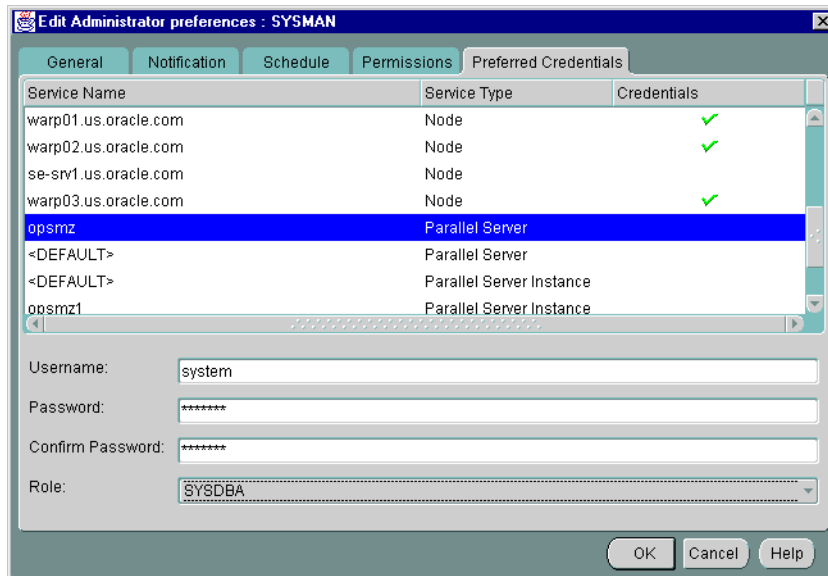 Edit Administrator preferences : SYSMAN
General Notification Schedule Permissions Preferred Credentials
Service Name Service Type Credentials
warp01.us.oracle.com Node
warp02.us.oracle.com Node
se-srv1.us.oracle.com Node
warp03.us.oracle.com Node
opsmz Parallel Server
<DEFAULT> Parallel Server
<DEFAULT> Parallel Server Instance
opsmz1 Parallel Server Instance
Username: system
Password: *******
Confirm Password: *******
Role: SYSDBA
OK Cancel Help